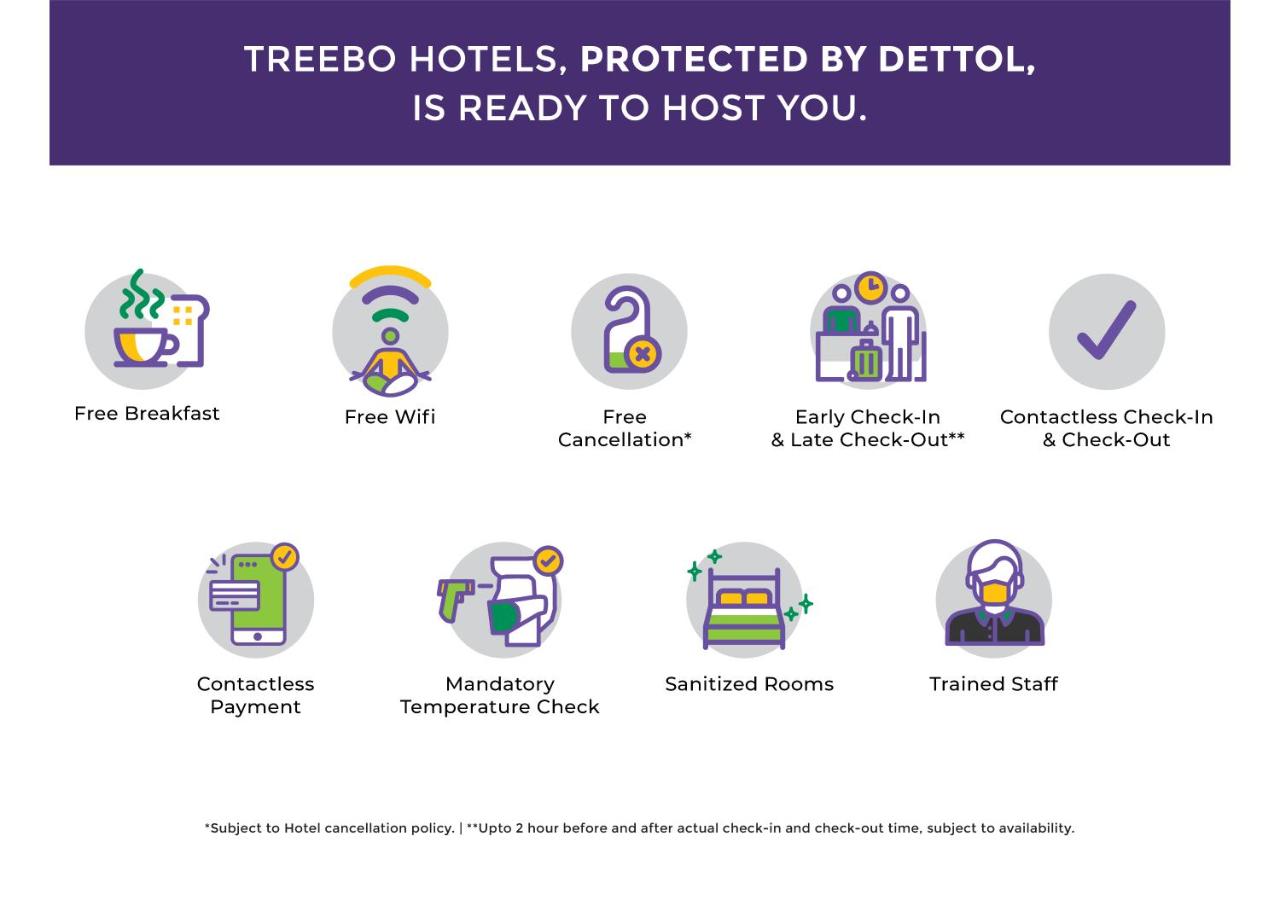 TREEBO HOTELS, PROTECTED BY DETTOL,
IS READY TO HOST YOU.
Free Breakfast
Free Wifi
Free
Cancellation*
Early Check-In
& Late Check-Out**
Contactless Check-In
& Check-Out
Contactless
Payment
Mandatory
Temperature Check
Sanitized Rooms
Trained Staff
*Subject to Hotel cancellation policy. | **Upto 2 hour before and after actual check-in and check-out time, subject to availability.